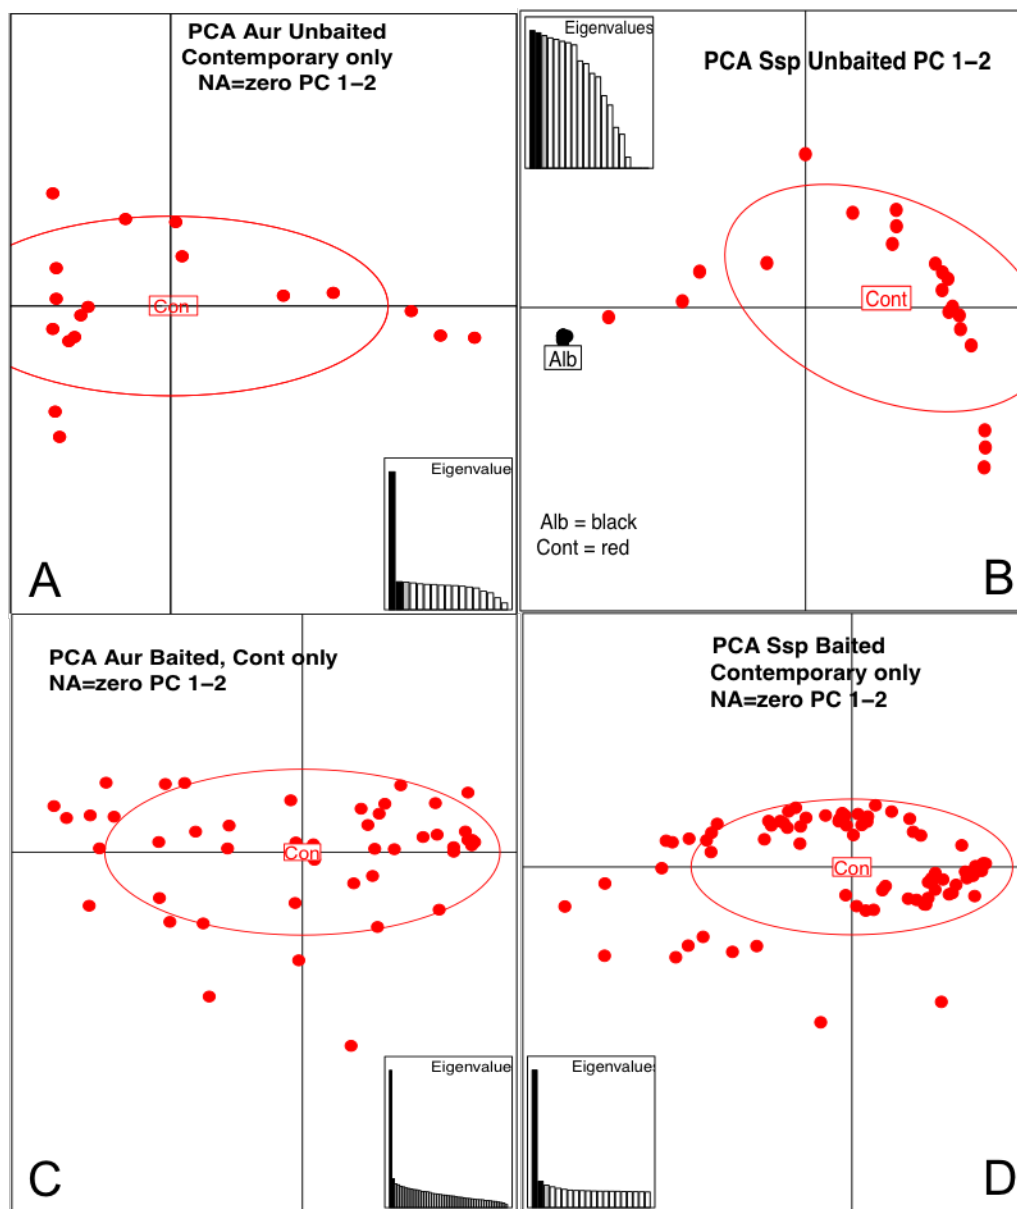 PCA Aur Unbaited
Contemporary only
NA=zero PC 1–2
Con
Eigenvalue
A
Eigenvalues
PCA Ssp Unbaited PC 1–2
Cont
Alb
Alb = black
Cont = red
B
PCA Aur Baited, Cont only
NA=zero PC 1–2
Con
Eigenvalue
C
PCA Ssp Baited
Contemporary only
NA=zero PC 1–2
Con
Eigenvalues
D